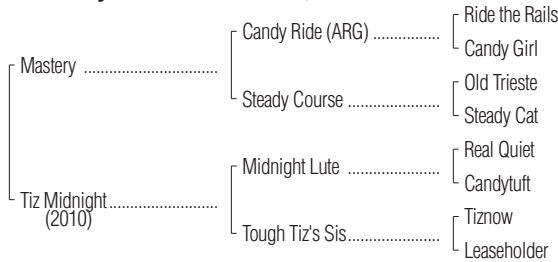 Ride the Rails
Candy Ride (ARG) ................
Candy Girl
Mastery ................................
Old Trieste
Steady Course ......................
Steady Cat
Real Quiet
Midnight Lute ........................
Candytuft
Tiz Midnight..........................
(2010)
Tiznow
Tough Tiz's Sis......................
Leaseholder